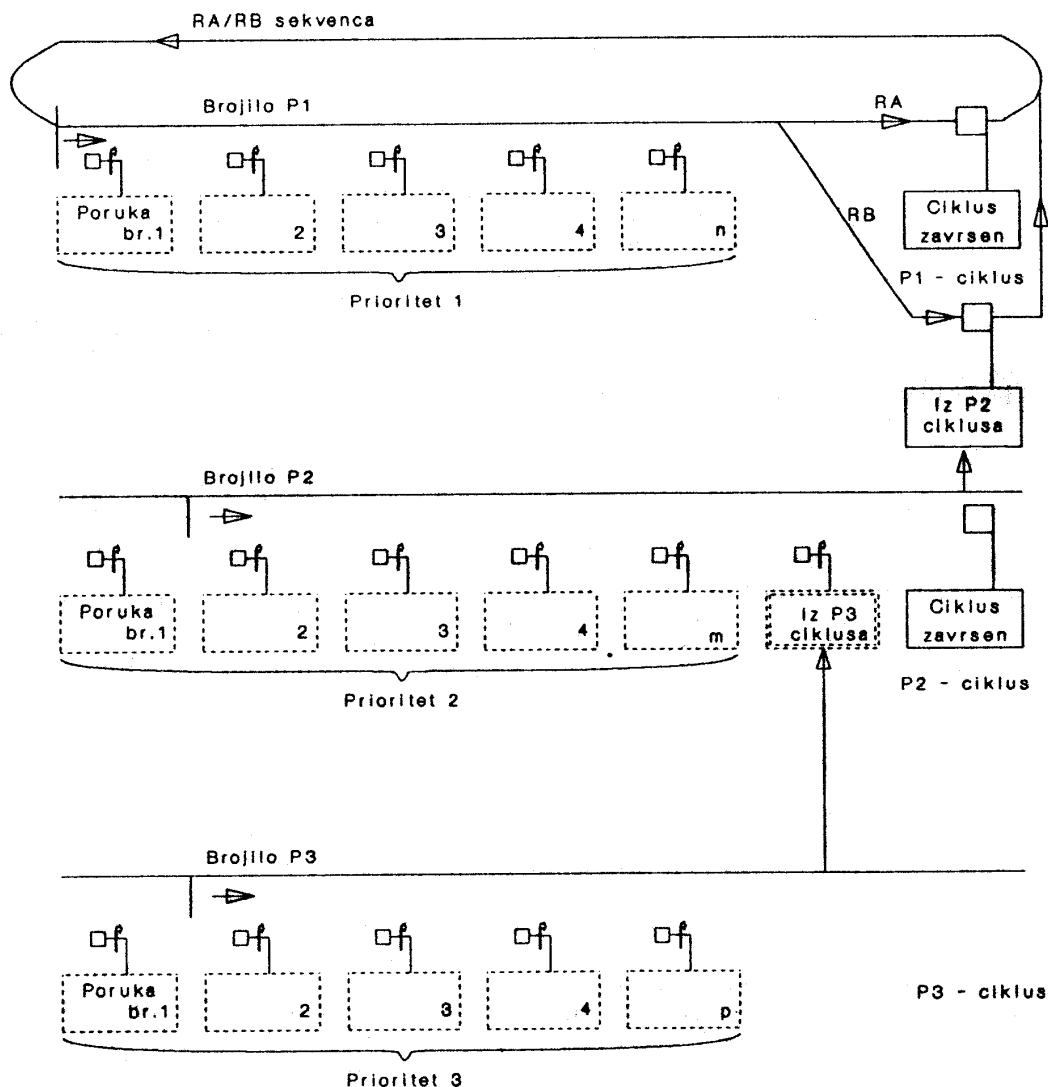 RA/RB sekvenca
Brojilo P1
RA
Poruka
br.1
2
3
4
n
RB
Ciklus
zavrsen
P1 - ciklus
Prioritet 1
Iz P2
ciklusa
Brojilo P2
Poruka
br.1
2
3
4
m
Iz P3
ciklusa
Ciklus
zavrsen
Prioritet 2
P2 - ciklus
Brojilo P3
Poruka
br.1
2
3
4
p
P3 - ciklus
Prioritet 3